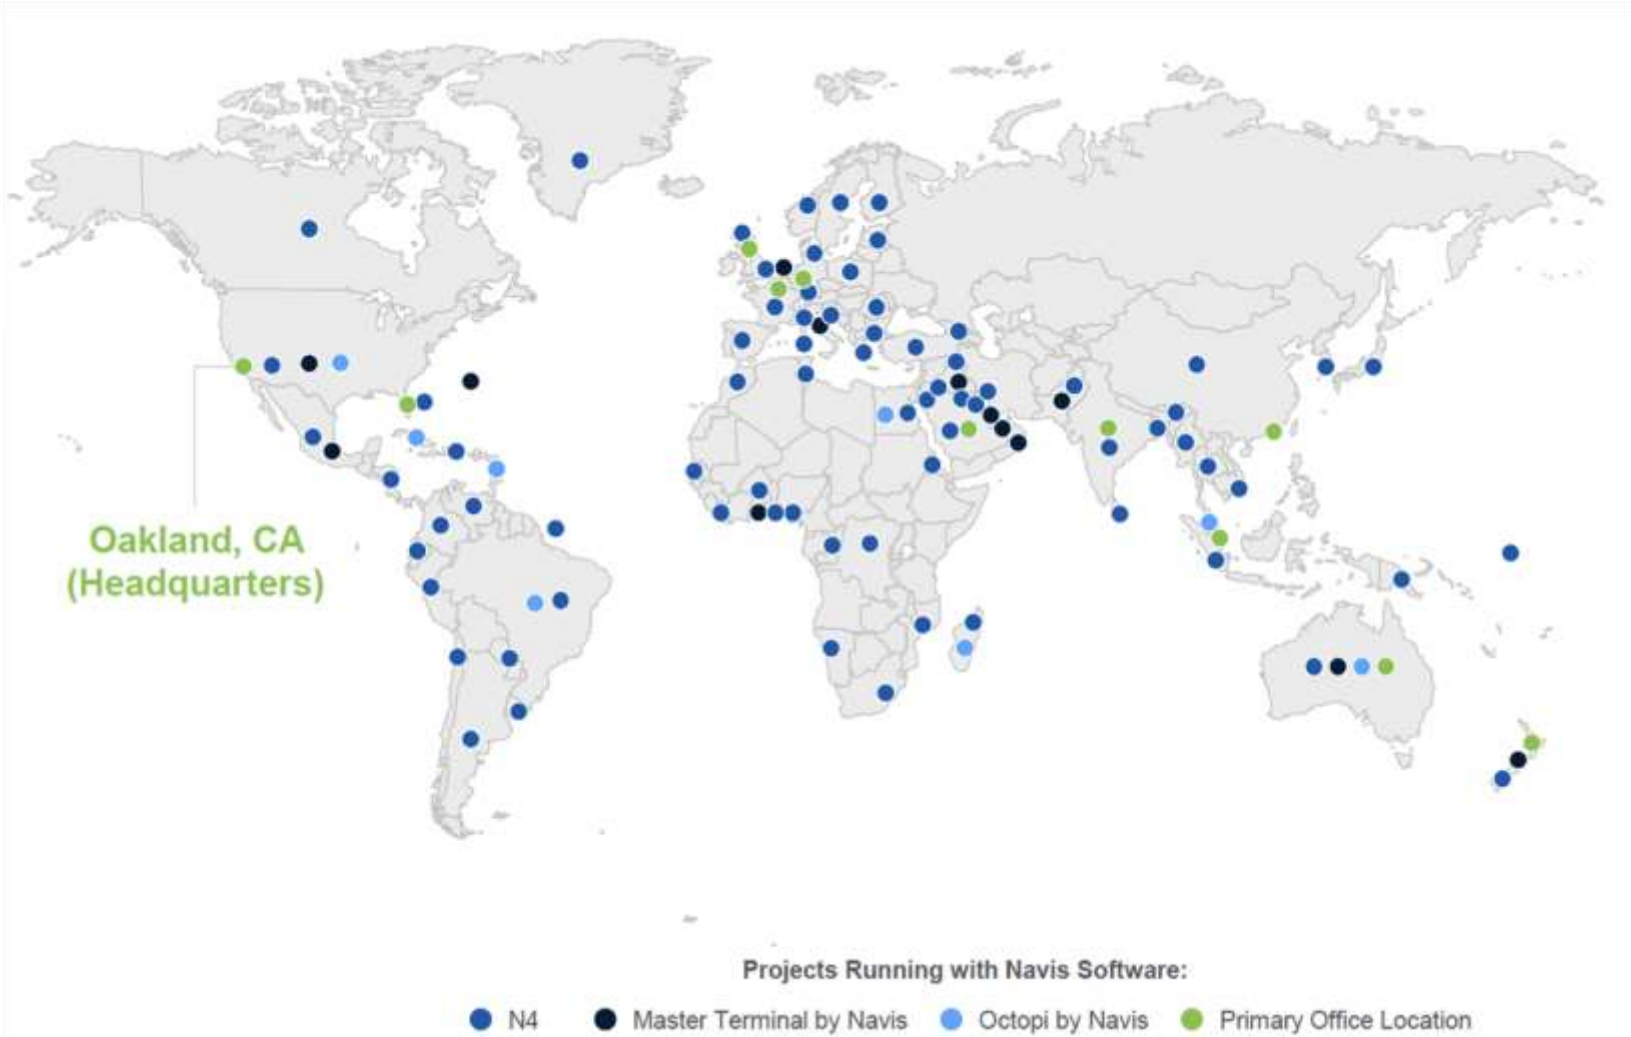 Oakland, CA
(Headquarters)
Projects Running with Navis Software:
N4 Master Terminal by Navis Octopi by Navis Primary Office Location